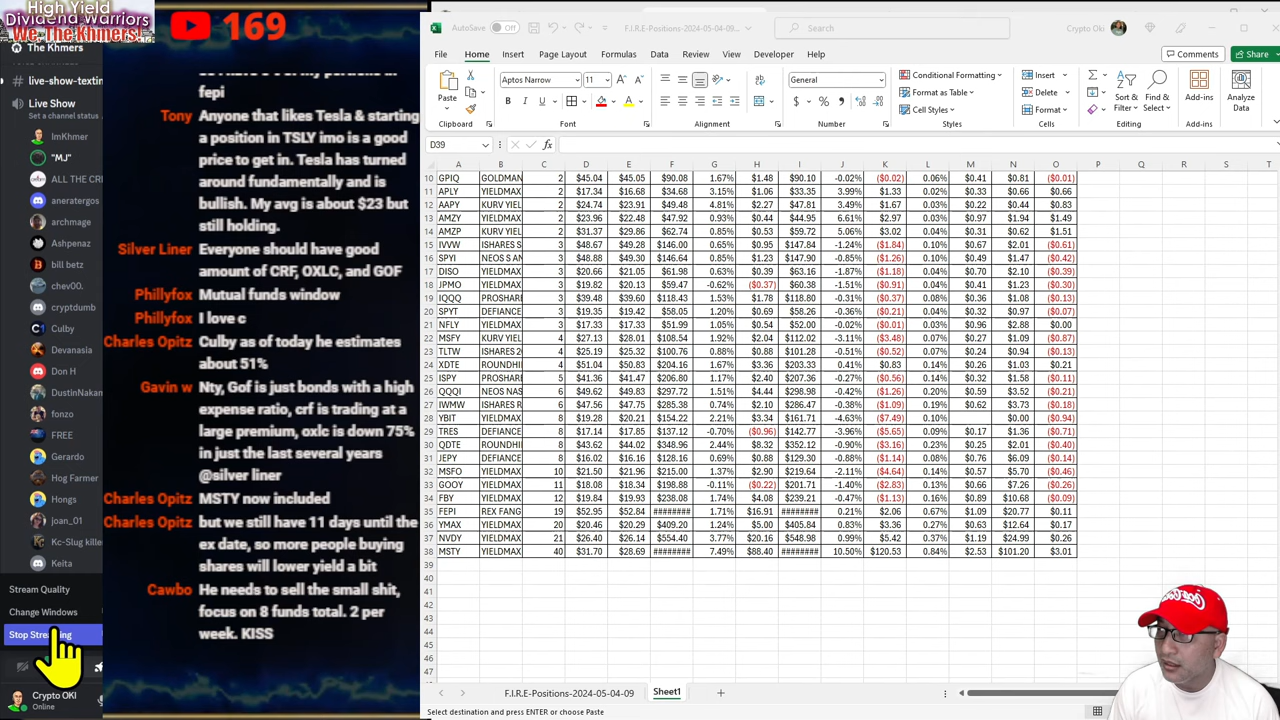 High Yield
Dividend Warriors
We, The Khmers!
The Khmers
169
# live-show-textin
Live Show
Set a channel status
ImKhmer
"MJ"
ALL THE CRI
aneratergos
archmage
Ashpenaz
bill betz
chev00.
cryptdumb
Culby
Devanasia
Don H
DustinNakam
fonzo
FREE
Gerardo
Hog Farmer
Hongs
joan_01
Kc-Slug killer
Keita
Stream Quality
Change Windows
Stop Stre
Crypto OKI
Online
fepi
Tony Anyone that likes Tesla & starting
a position in TSLY imo is a good
price to get in. Tesla has turned
around fundamentally and is
bullish. My avg is about $23 but
still holding.
Silver Liner Everyone should have good
amount of CRF, OXLC, and GOF
Phillyfox Mutual funds window
Phillyfox I love c
Charles Opitz Culby as of today he estimates
about 51%
Gavin w Nty, Gof is just bonds with a high
expense ratio, crf is trading at a
large premium, oxlc is down 75%
in just the last several years
@silver liner
Charles Opitz MSTY now included
Charles Opitz but we still have 11 days until the
ex date, so more people buying
shares will lower yield a bit
Cawbo He needs to sell the small shit,
focus on 8 funds total. 2 per
week. KISS
AutoSave Off F.I.R.E-Positions-2024-05-04-09... Search Crypto Oki
File Home Insert Page Layout Formulas Data Review View Developer Help Comments Share
Paste Aptos Narrow 11 General Conditional Formatting Insert Sort & Filter Find & Select Add-ins Analyze Data
B I U $ % Format as Table Delete
Cell Styles Format
Clipboard Font Alignment Number Styles Cells Editing Add-ins
D39 fx
A B C D E F G H I J K L M N O P Q R S T
10 GPIQ GOLDMAN 2 $45.04 $45.05 $90.08 1.67% $1.48 $90.10 -0.02% ($0.02) 0.06% $0.41 $0.81 ($0.01)
11 APLY YIELDMAX 2 $17.34 $16.68 $34.68 3.15% $1.06 $33.35 3.99% $1.33 0.02% $0.33 $0.66 $0.66
12 AAPY KURV YIEL 2 $24.74 $23.91 $49.48 4.81% $2.27 $47.81 3.49% $1.67 0.03% $0.22 $0.44 $0.83
13 AMZY YIELDMAX 2 $23.96 $22.48 $47.92 0.93% $0.44 $44.95 6.61% $2.97 0.03% $0.97 $1.94 $1.49
14 AMZP KURV YIEL 2 $31.37 $29.86 $62.74 0.85% $0.53 $59.72 5.06% $3.02 0.04% $0.31 $0.62 $1.51
15 IVVW ISHARES S 3 $48.67 $49.28 $146.00 0.65% $0.95 $147.84 -1.24% ($1.84) 0.10% $0.67 $2.01 ($0.61)
16 SPYI NEOS S AN 3 $48.88 $49.30 $146.64 0.85% $1.23 $147.90 -0.85% ($1.26) 0.10% $0.49 $1.47 ($0.42)
17 DISO YIELDMAX 3 $20.66 $21.05 $61.98 0.63% $0.39 $63.16 -1.87% ($1.18) 0.04% $0.70 $2.10 ($0.39)
18 JPMO YIELDMAX 3 $19.82 $20.13 $59.47 -0.62% ($0.37) $60.38 -1.51% ($0.91) 0.04% $0.41 $1.23 ($0.30)
19 IQQQ PROSHARE 3 $39.48 $39.60 $118.43 1.53% $1.78 $118.80 -0.31% ($0.37) 0.08% $0.36 $1.08 ($0.13)
20 SPYT DEFIANCE 3 $19.35 $19.42 $58.05 1.20% $0.69 $58.26 -0.36% ($0.21) 0.04% $0.32 $0.97 ($0.07)
21 NFLY YIELDMAX 3 $17.33 $17.33 $51.99 1.05% $0.54 $52.00 -0.02% ($0.01) 0.03% $0.96 $2.88 $0.00
22 MSFY KURV YIEL 4 $27.13 $28.01 $108.54 1.92% $2.04 $112.02 -3.11% ($3.48) 0.07% $0.27 $1.09 ($0.87)
23 TLTW ISHARES 2 4 $25.19 $25.32 $100.76 0.88% $0.88 $101.28 -0.51% ($0.52) 0.07% $0.24 $0.94 ($0.13)
24 XDTE ROUNDHI 4 $51.04 $50.83 $204.16 1.67% $3.36 $203.33 0.41% $0.83 0.14% $0.26 $1.03 $0.21
25 ISPY PROSHARE 5 $41.36 $41.47 $206.80 1.17% $2.40 $207.36 -0.27% ($0.56) 0.14% $0.32 $1.58 ($0.11)
26 QQQI NEOS NAS 6 $49.62 $49.83 $297.72 1.51% $4.44 $298.98 -0.42% ($1.26) 0.20% $0.59 $3.52 ($0.21)
27 IWMW ISHARES R 6 $47.56 $47.75 $285.38 0.74% $2.10 $286.47 -0.38% ($1.09) 0.19% $0.62 $3.73 ($0.18)
28 YBIT YIELDMAX 8 $19.28 $20.21 $154.22 2.21% $3.34 $161.71 -4.63% ($7.49) 0.10% $0.00 ($0.94)
29 TRES DEFIANCE 8 $17.14 $17.85 $137.12 -0.70% ($0.96) $142.77 -3.96% ($5.65) 0.09% $0.17 $1.36 ($0.71)
30 QDTE ROUNDHI 8 $43.62 $44.02 $348.96 2.44% $8.32 $352.12 -0.90% ($3.16) 0.23% $0.25 $2.01 ($0.40)
31 JEPY DEFIANCE 8 $16.02 $16.16 $128.16 0.69% $0.88 $129.30 -0.88% ($1.14) 0.08% $0.76 $6.09 ($0.14)
32 MSFO YIELDMAX 10 $21.50 $21.96 $215.00 1.37% $2.90 $219.64 -2.11% ($4.64) 0.14% $0.57 $5.70 ($0.46)
33 GOOY YIELDMAX 11 $18.08 $18.34 $198.88 -0.11% ($0.22) $201.71 -1.40% ($2.83) 0.13% $0.66 $7.26 ($0.26)
34 FBY YIELDMAX 12 $19.84 $19.93 $238.08 1.74% $4.08 $239.21 -0.47% ($1.13) 0.16% $0.89 $10.68 ($0.09)
35 FEPI REX FANG 19 $52.95 $52.84 ######## 1.71% $16.91 ######## 0.21% $2.06 0.67% $1.09 $20.77 $0.11
36 YMAX YIELDMAX 20 $20.46 $20.29 $409.20 1.24% $5.00 $405.84 0.83% $3.36 0.27% $0.63 $12.64 $0.17
37 NVDY YIELDMAX 21 $26.40 $26.14 $554.40 3.77% $20.16 $548.98 0.99% $5.42 0.37% $1.19 $24.99 $0.26
38 MSTY YIELDMAX 40 $31.70 $28.69 ######## 7.49% $88.40 ######## 10.50% $120.53 0.84% $2.53 $101.20 $3.01
39
40
41
42
43
44
45
46
47
F.I.R.E-Positions-2024-05-04-09 Sheet1
Select destination and press ENTER or choose Paste